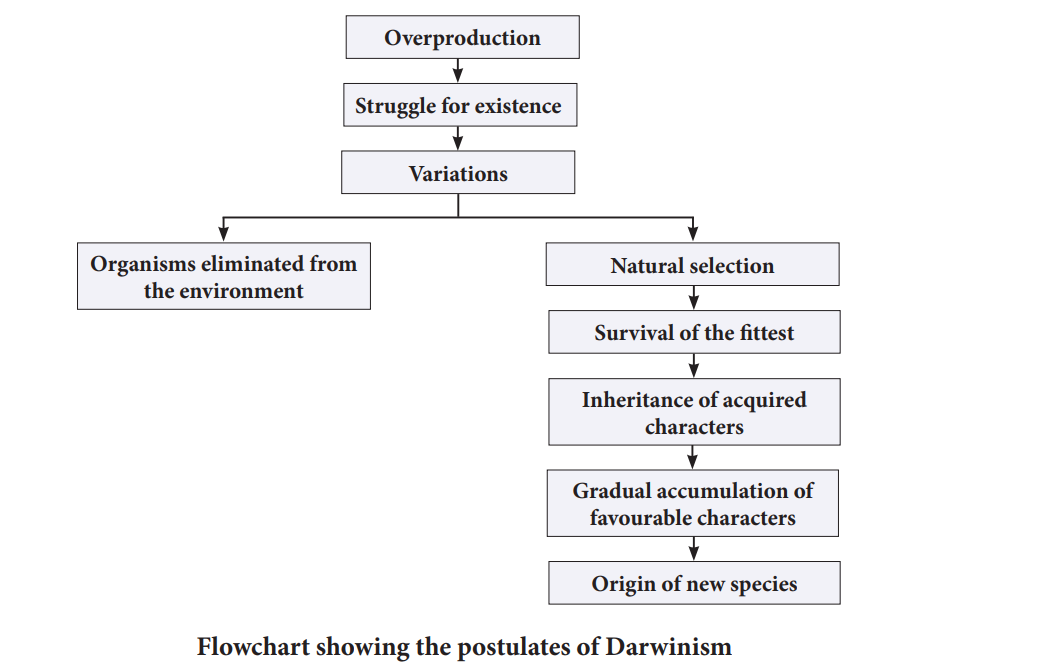 Overproduction
Struggle for existence
Variations
Organisms eliminated from
the environment
Natural selection
Survival of the fittest
Inheritance of acquired
characters
Gradual accumulation of
favourable characters
Origin of new species
Flowchart showing the postulates of Darwinism